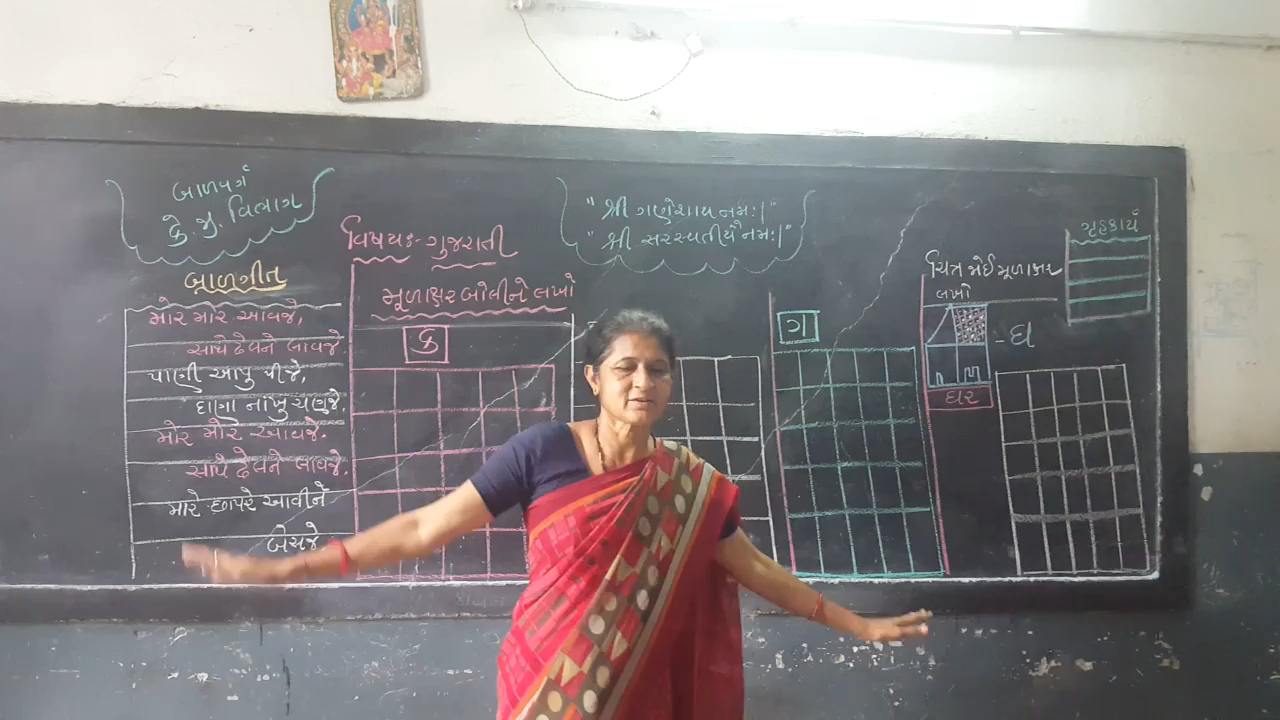 બાળવર્ગ
કે. જી. વિભાગ
વિષય:- ગુજરાતી
"શ્રી ગણેશાય નમઃ।"
"શ્રી સરસ્વતીયૈ નમઃ।"
ગૃહકાર્ય
બાળગીત
મોર મોર આવજે,
સાથે ઢેલને લાવજે.
પાણી આપુ પીજે,
દાણા નાંખુ ચણજે,
મોર મોર આવજે.
સાથે ઢેલને લાવજે.
મારે છાપરે આવીને
બેસજે
મૂળાક્ષર બોલીને લખો
ક
ગ
ચિત્ર જોઈ મૂળાક્ષર
લખો
- ઘ
ઘર